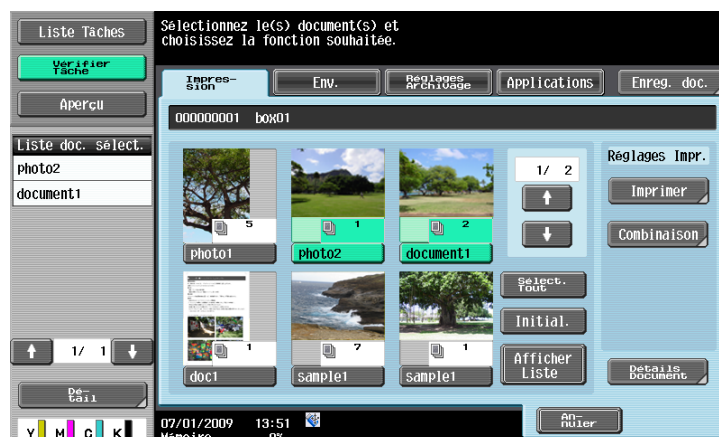 Liste Tâches
Vérifier
Tâche
Aperçu
Liste doc. sélect.
photo2
document1
1/ 1
Dé-
tail
Y M C K
Sélectionnez le(s) document(s) et
choisissez la fonction souhaitée.
Impres-
sion
Env.
Réglages
Archivage
Applications
Enreg. doc.
000000001 box01
5
photo1
1
photo2
2
document1
1
doc1
7
sample1
1
sample1
1/ 2
Sélect.
Tout
Initial.
Afficher
Liste
Réglages Impr.
Imprimer
Combinaison
Détails
Document
An-
nuler
07/01/2009 13:51
Mémoire 0%